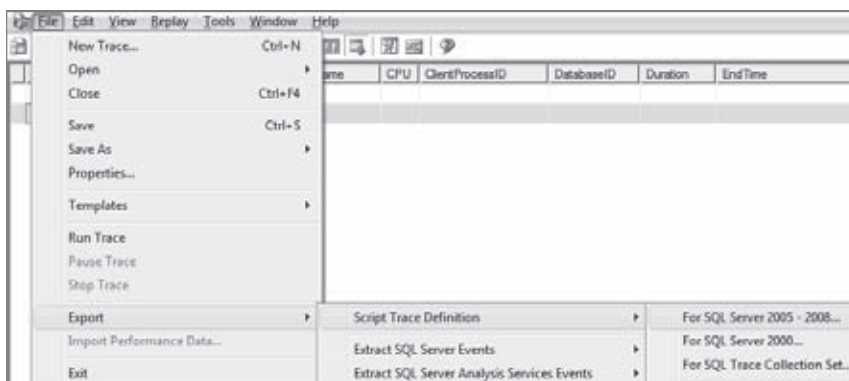 File Edit View Replay Tools Window Help
New Trace... Ctrl+N
Open
Close Ctrl+F4
Save Ctrl+S
Save As
Properties...
Templates
Run Trace
Pause Trace
Stop Trace
Export
Import Performance Data...
Exit
Script Trace Definition
Extract SQL Server Events
Extract SQL Server Analysis Services Events
For SQL Server 2005 - 2008...
For SQL Server 2000...
For SQL Trace Collection Set...
ame CPU ClientProcessID DatabaseID Duration EndTime